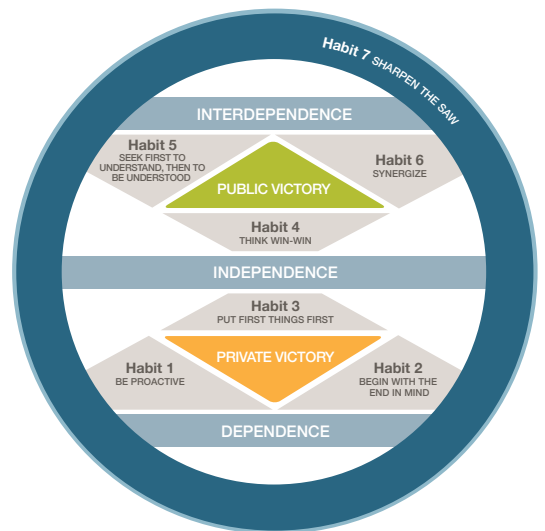 Habit 7 SHARPEN THE SAW
INTERDEPENDENCE
Habit 5
SEEK FIRST TO
UNDERSTAND, THEN TO
BE UNDERSTOOD
Habit 6
SYNERGIZE
PUBLIC VICTORY
Habit 4
THINK WIN-WIN
INDEPENDENCE
Habit 3
PUT FIRST THINGS FIRST
PRIVATE VICTORY
Habit 1
BE PROACTIVE
Habit 2
BEGIN WITH THE
END IN MIND
DEPENDENCE